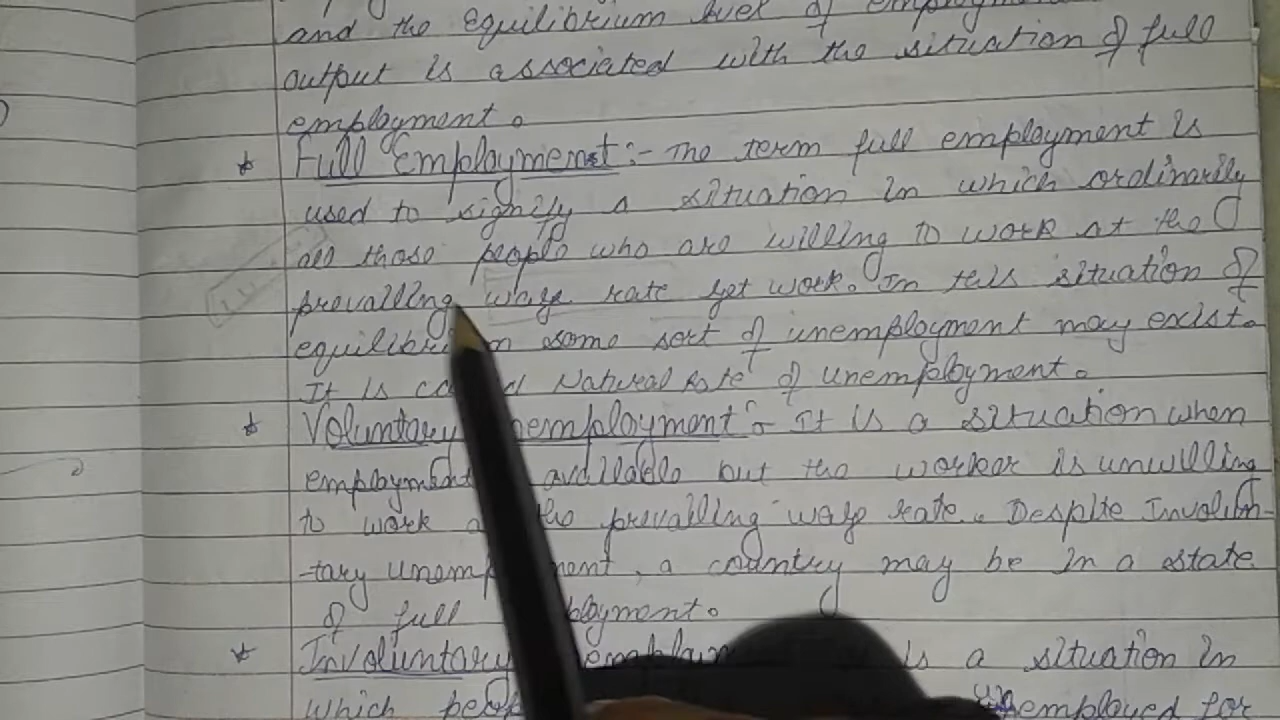 and the equilibrium level of employment
output is associated with the situation of full
employment.
* Full Employment :- The term full employment is
used to signify a situation in which ordinarily
all those people who are willing to work at the
prevailing wage rate get work. In teis situation of
equilibrium some sort of unemployment may exist.
It is called Natural Rate of unemployment.
* Voluntary unemployment :- It is a situation when
employment available but the worker is unwilling
to work at the prevailing wage rate. Despite Involun-
-tary unemployment, a country may be in a state
of full employment.
* Involuntary unemployment is a situation in
which unemployed for